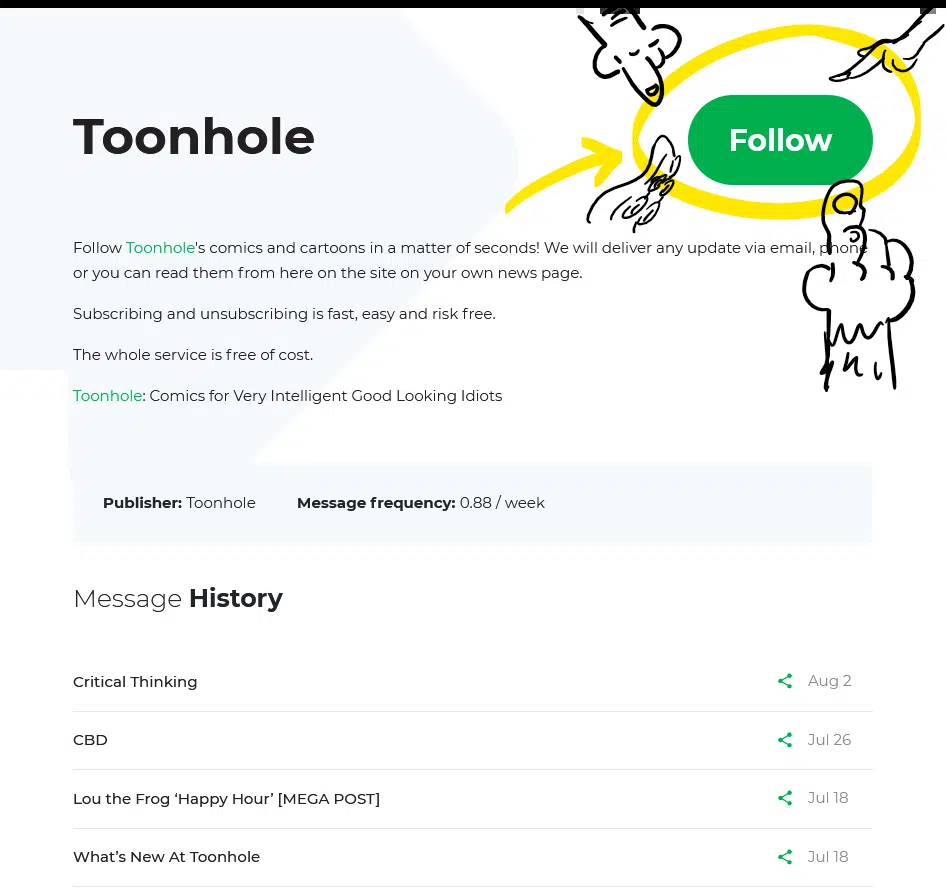 Toonhole
Follow
Follow Toonhole's comics and cartoons in a matter of seconds! We will deliver any update via email, phone
or you can read them from here on the site on your own news page.
Subscribing and unsubscribing is fast, easy and risk free.
The whole service is free of cost.
Toonhole: Comics for Very Intelligent Good Looking Idiots
Publisher: Toonhole Message frequency: 0.88 / week
Message History
Critical Thinking Aug 2
CBD Jul 26
Lou the Frog ‘Happy Hour’ [MEGA POST] Jul 18
What’s New At Toonhole Jul 18